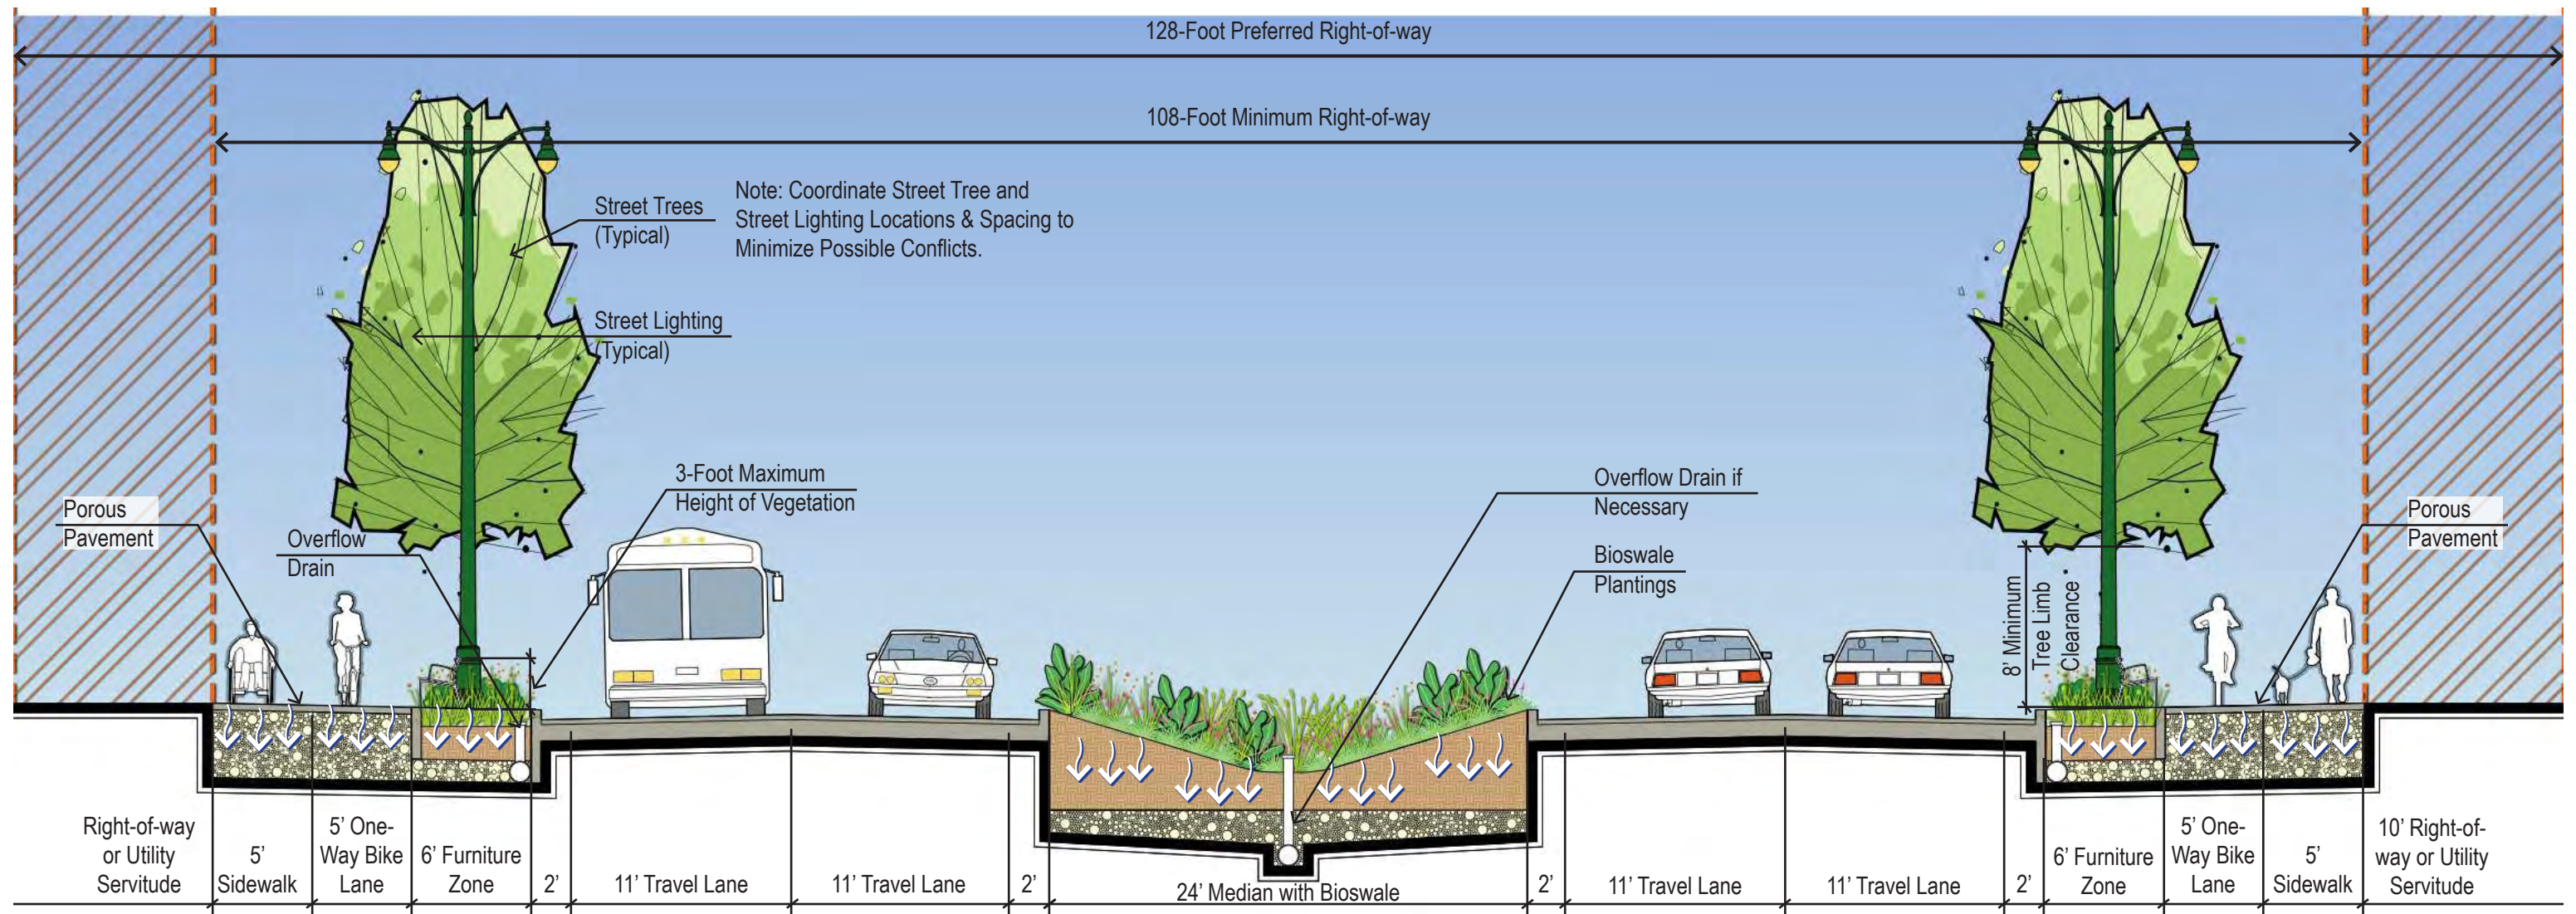 128-Foot Preferred Right-of-way
108-Foot Minimum Right-of-way
Street Trees
(Typical)
Note: Coordinate Street Tree and
Street Lighting Locations & Spacing to
Minimize Possible Conflicts.
Street Lighting
(Typical)
3-Foot Maximum
Height of Vegetation
Porous
Pavement
Overflow
Drain
Overflow Drain if
Necessary
Bioswale
Plantings
8' Minimum
Tree Limb
Clearance
Porous
Pavement
Right-of-way
or Utility
Servitude
5'
Sidewalk
5' One-
Way Bike
Lane
6' Furniture
Zone
2'
11' Travel Lane
11' Travel Lane
2'
24' Median with Bioswale
2'
11' Travel Lane
11' Travel Lane
2'
6' Furniture
Zone
5' One-
Way Bike
Lane
5'
Sidewalk
10' Right-of-
way or Utility
Servitude